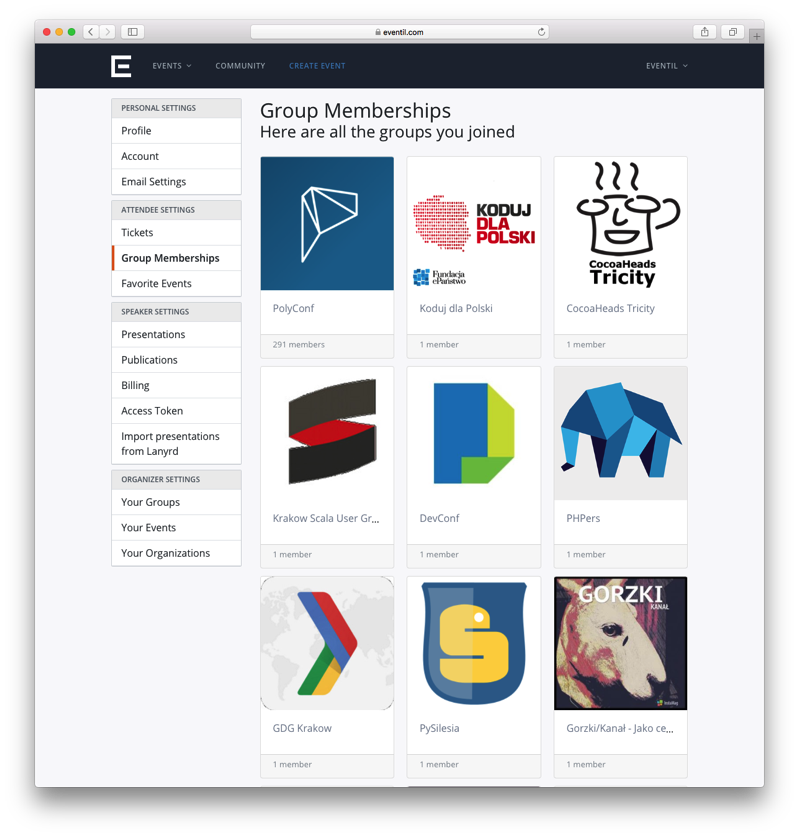 eventil.com
E
EVENTS
COMMUNITY
CREATE EVENT
EVENTIL
PERSONAL SETTINGS
Profile
Account
Email Settings
ATTENDEE SETTINGS
Tickets
Group Memberships
Favorite Events
SPEAKER SETTINGS
Presentations
Publications
Billing
Access Token
Import presentations
from Lanyrd
ORGANIZER SETTINGS
Your Groups
Your Events
Your Organizations
Group Memberships
Here are all the groups you joined
PolyConf
291 members
KODUJ
DLA
POLSKI
Fundacja
ePaństwo
Koduj dla Polski
1 member
CocoaHeads
Tricity
CocoaHeads Tricity
1 member
Krakow Scala User Gr...
1 member
DevConf
1 member
PHPers
1 member
GDG Krakow
1 member
PySilesia
1 member
GORZKI
KANAŁ
Gorzki/Kanał - Jako ce...
1 member